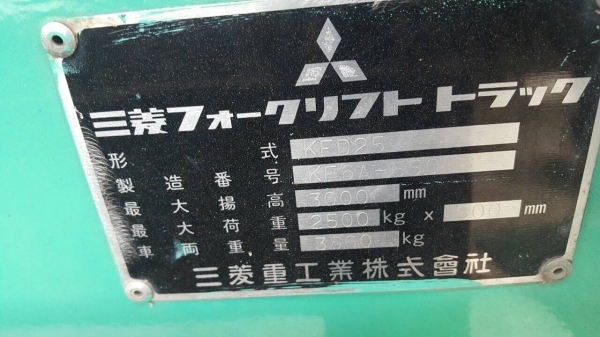 三菱フォークリフトトラック
形式 KFD25
製造番号
最大揚高 3000 mm
最大荷重 2500 kg × 00 mm
車両重量 kg
三菱重工業株式會社